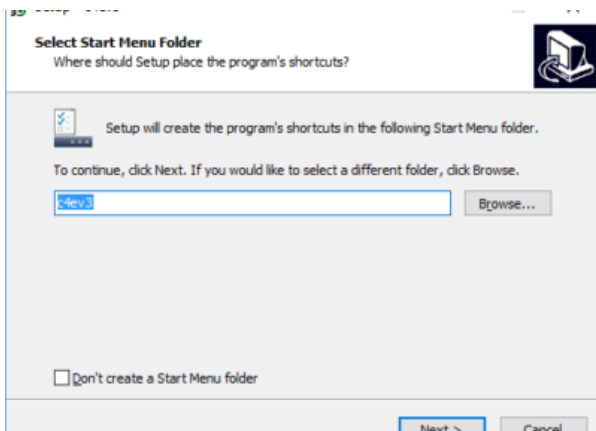 Select Start Menu Folder
Where should Setup place the program's shortcuts?
Setup will create the program's shortcuts in the following Start Menu folder.
To continue, click Next. If you would like to select a different folder, click Browse.
c4ev3
Browse...
Don't create a Start Menu folder
Next >
Cancel